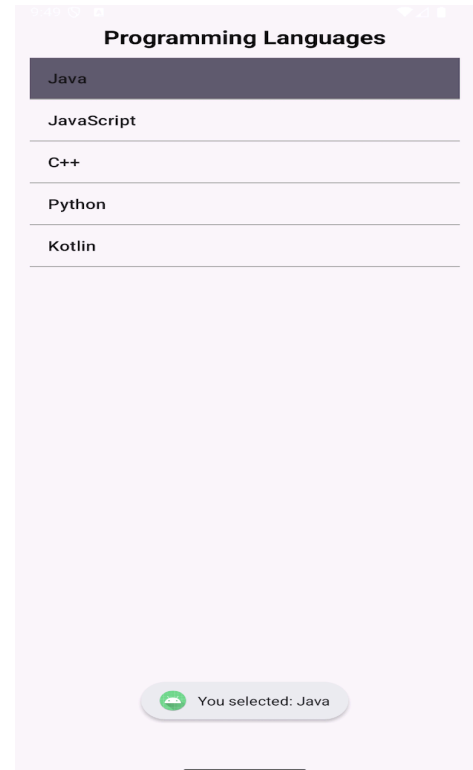 Programming Languages
Java
JavaScript
C++
Python
Kotlin
You selected: Java